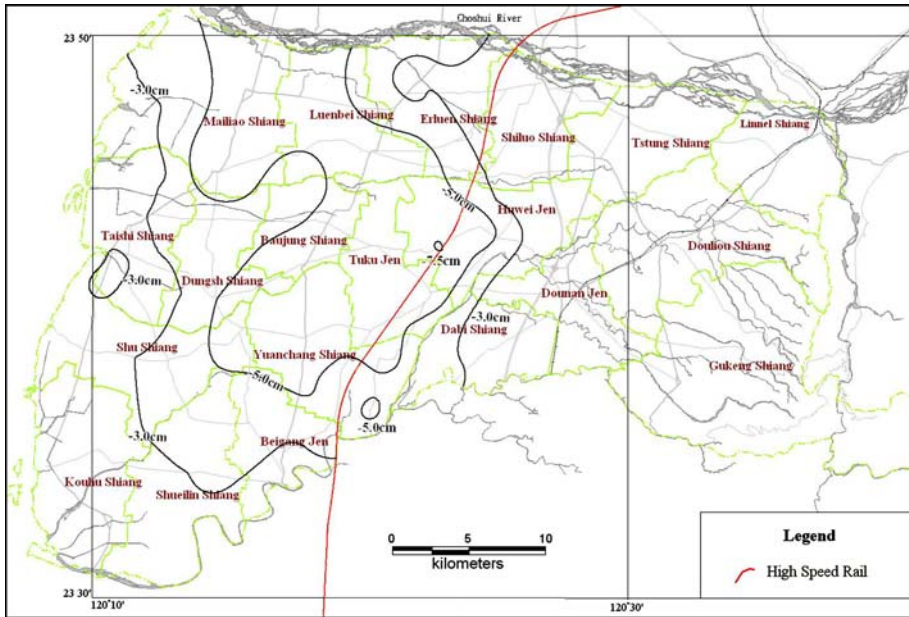 Choshui River
23 50'
-3.0cm
Mailiao Shiang
Luenbei Shiang
Erluen Shiang
Shiluo Shiang
Tstung Shiang
Linnel Shiang
-5.0cm
Huwei Jen
Taishi Shiang
Baujung Shiang
Tuku Jen
-7.5cm
Douliou Shiang
-3.0cm
Dungsh Shiang
Dounan Jen
-3.0cm
Dabi Shiang
Shu Shiang
Yuanchang Shiang
Gukeng Shiang
-5.0cm
-5.0cm
-3.0cm
Beigang Jen
Kouhu Shiang
Shueilin Shiang
0 5 10
kilometers
Legend
High Speed Rail
23 30'
120°10'
120°30'